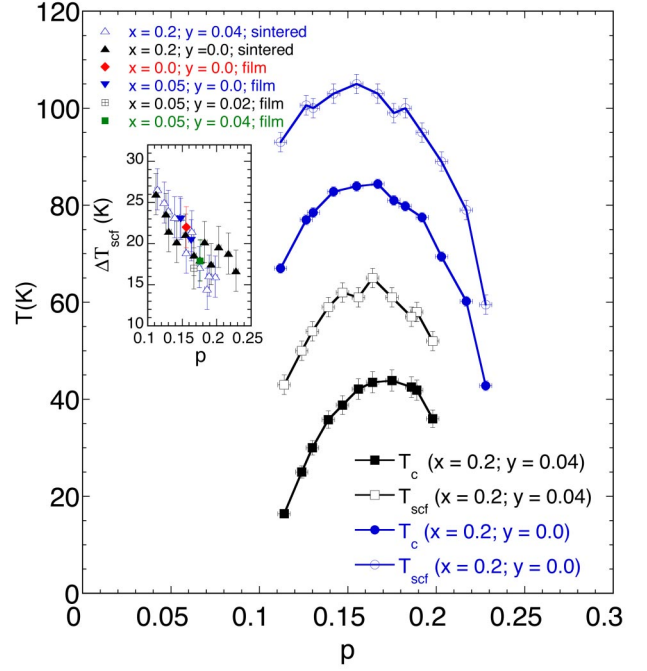 120
100
80
60
40
20
0
T(K)
0
0.05
0.1
0.15
0.2
0.25
0.3
p
x = 0.2; y = 0.04; sintered
x = 0.2; y =0.0; sintered
x = 0.0; y = 0.0; film
x = 0.05; y = 0.0; film
x = 0.05; y = 0.02; film
x = 0.05; y = 0.04; film
30
25
20
15
10
ΔTscf (K)
0.1
0.15
0.20
0.25
p
Tc (x = 0.2; y = 0.04)
Tscf (x = 0.2; y = 0.04)
Tc (x = 0.2; y = 0.0)
Tscf (x = 0.2; y = 0.0)